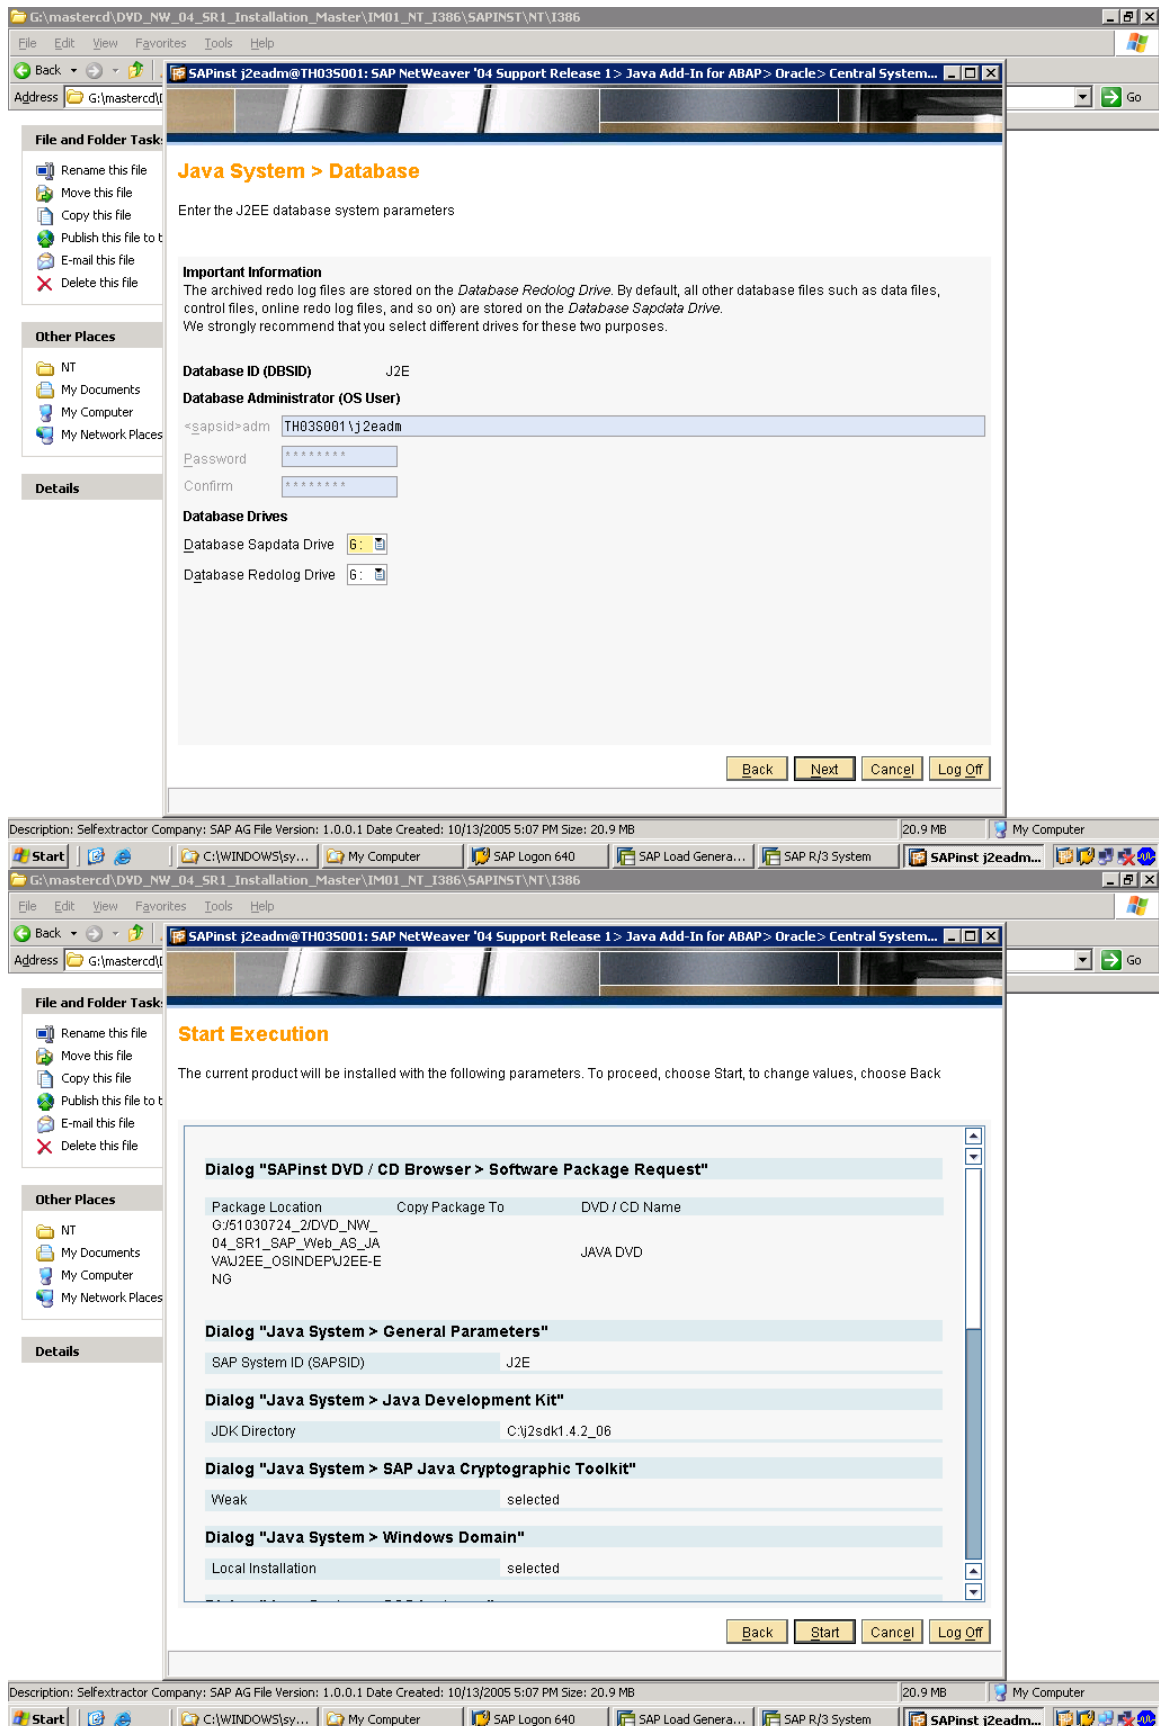 G:\mastercd\DVD_NW_04_SR1_Installation_Master\IM01_NT_I386\SAPINST\NT\I386
File Edit View Favorites Tools Help
Back
SAPinst j2eadm@TH03S001: SAP NetWeaver '04 Support Release 1> Java Add-In for ABAP> Oracle> Central System...
Address G:\mastercd\
Go
File and Folder Task
Rename this file
Move this file
Copy this file
Publish this file to t
E-mail this file
Delete this file
Other Places
NT
My Documents
My Computer
My Network Places
Details
Java System > Database
Enter the J2EE database system parameters
Important Information
The archived redo log files are stored on the Database Redolog Drive. By default, all other database files such as data files,
control files, online redo log files, and so on) are stored on the Database Sapdata Drive.
We strongly recommend that you select different drives for these two purposes.
Database ID (DBSID) J2E
Database Administrator (OS User)
<sapsid>adm TH03S001\j2eadm
Password ********
Confirm ********
Database Drives
Database Sapdata Drive G:
Database Redolog Drive G:
Back Next Cancel Log Off
Description: Selfextractor Company: SAP AG File Version: 1.0.0.1 Date Created: 10/13/2005 5:07 PM Size: 20.9 MB 20.9 MB My Computer
Start C:\WINDOWS\sy... My Computer SAP Logon 640 SAP Load Genera... SAP R/3 System SAPinst j2eadm...
G:\mastercd\DVD_NW_04_SR1_Installation_Master\IM01_NT_I386\SAPINST\NT\I386
File Edit View Favorites Tools Help
Back
SAPinst j2eadm@TH03S001: SAP NetWeaver '04 Support Release 1> Java Add-In for ABAP> Oracle> Central System...
Address G:\mastercd\
Go
File and Folder Task
Rename this file
Move this file
Copy this file
Publish this file to t
E-mail this file
Delete this file
Other Places
NT
My Documents
My Computer
My Network Places
Details
Start Execution
The current product will be installed with the following parameters. To proceed, choose Start, to change values, choose Back
Dialog "SAPinst DVD / CD Browser > Software Package Request"
Package Location Copy Package To DVD / CD Name
G:/51030724_2/DVD_NW_
04_SR1_SAP_Web_AS_JA
VA\J2EE_OSINDEP\J2EE-E
NG
JAVA DVD
Dialog "Java System > General Parameters"
SAP System ID (SAPSID) J2E
Dialog "Java System > Java Development Kit"
JDK Directory C:\j2sdk1.4.2_06
Dialog "Java System > SAP Java Cryptographic Toolkit"
Weak selected
Dialog "Java System > Windows Domain"
Local Installation selected
Back Start Cancel Log Off
Description: Selfextractor Company: SAP AG File Version: 1.0.0.1 Date Created: 10/13/2005 5:07 PM Size: 20.9 MB 20.9 MB My Computer
Start C:\WINDOWS\sy... My Computer SAP Logon 640 SAP Load Genera... SAP R/3 System SAPinst j2eadm...